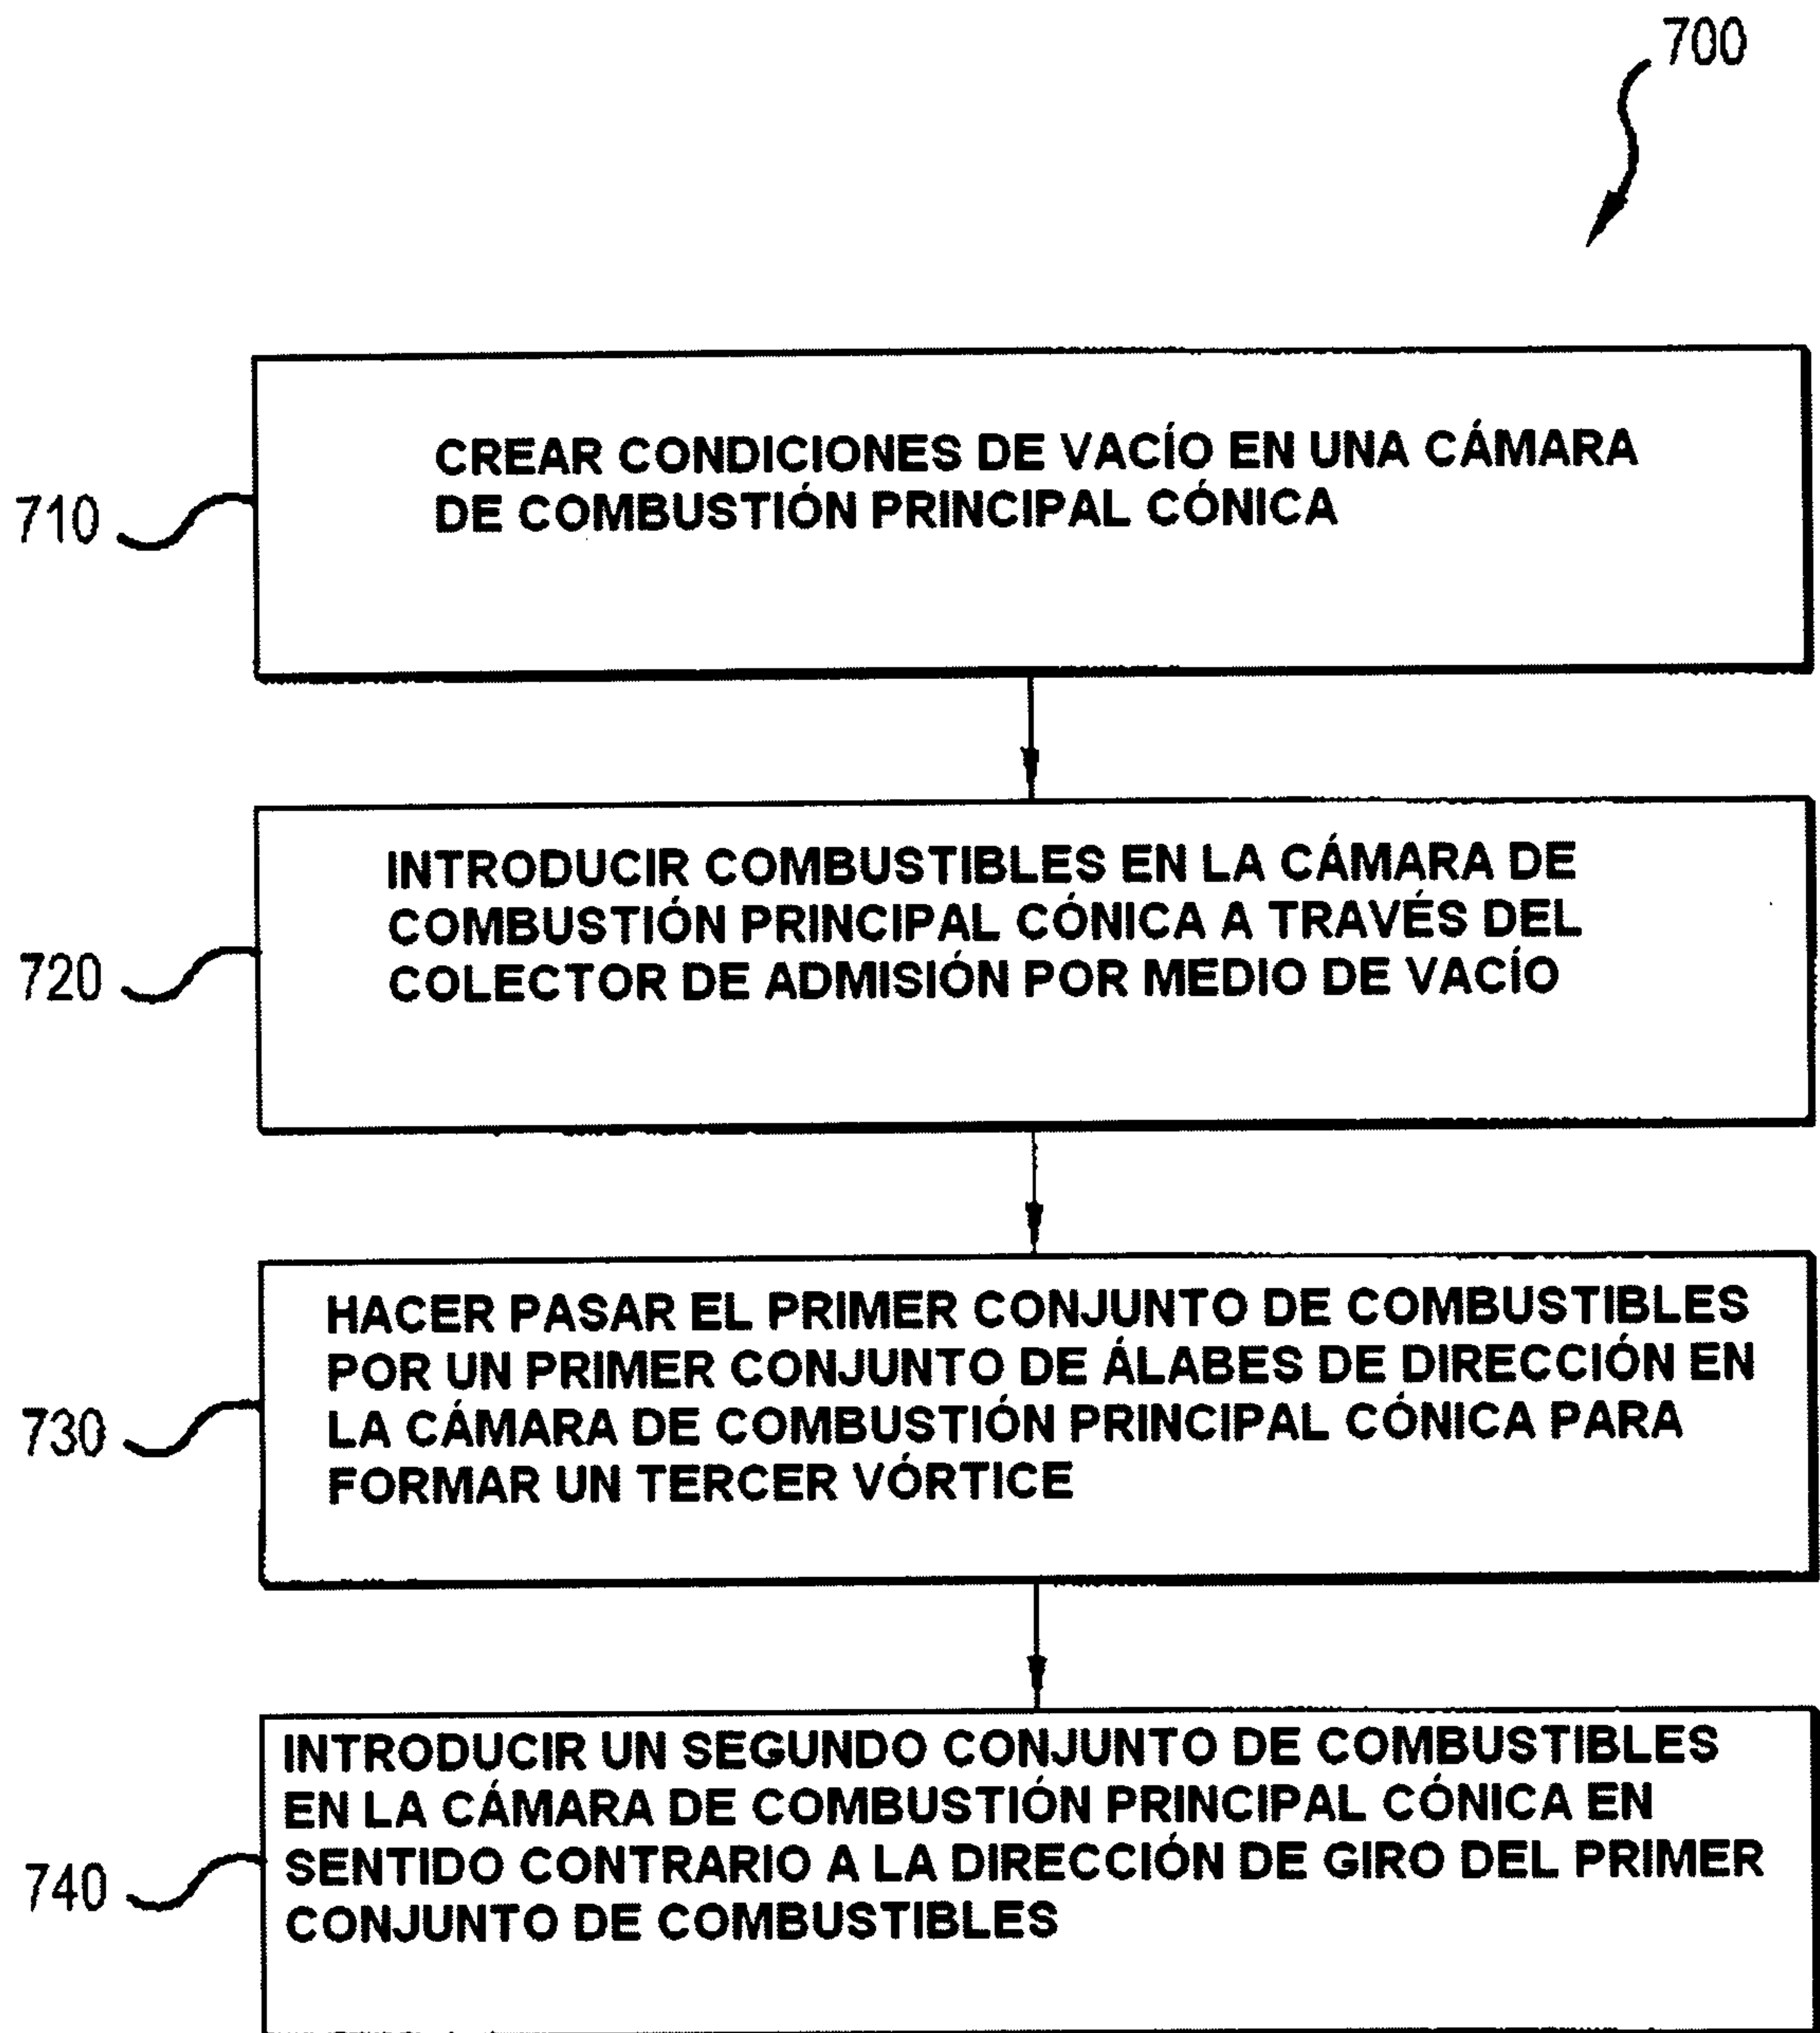 700
710
CREAR CONDICIONES DE VACÍO EN UNA CÁMARA
DE COMBUSTIÓN PRINCIPAL CÓNICA
720
INTRODUCIR COMBUSTIBLES EN LA CÁMARA DE
COMBUSTIÓN PRINCIPAL CÓNICA A TRAVÉS DEL
COLECTOR DE ADMISIÓN POR MEDIO DE VACÍO
730
HACER PASAR EL PRIMER CONJUNTO DE COMBUSTIBLES
POR UN PRIMER CONJUNTO DE ÁLABES DE DIRECCIÓN EN
LA CÁMARA DE COMBUSTIÓN PRINCIPAL CÓNICA PARA
FORMAR UN TERCER VÓRTICE
740
INTRODUCIR UN SEGUNDO CONJUNTO DE COMBUSTIBLES
EN LA CÁMARA DE COMBUSTIÓN PRINCIPAL CÓNICA EN
SENTIDO CONTRARIO A LA DIRECCIÓN DE GIRO DEL PRIMER
CONJUNTO DE COMBUSTIBLES